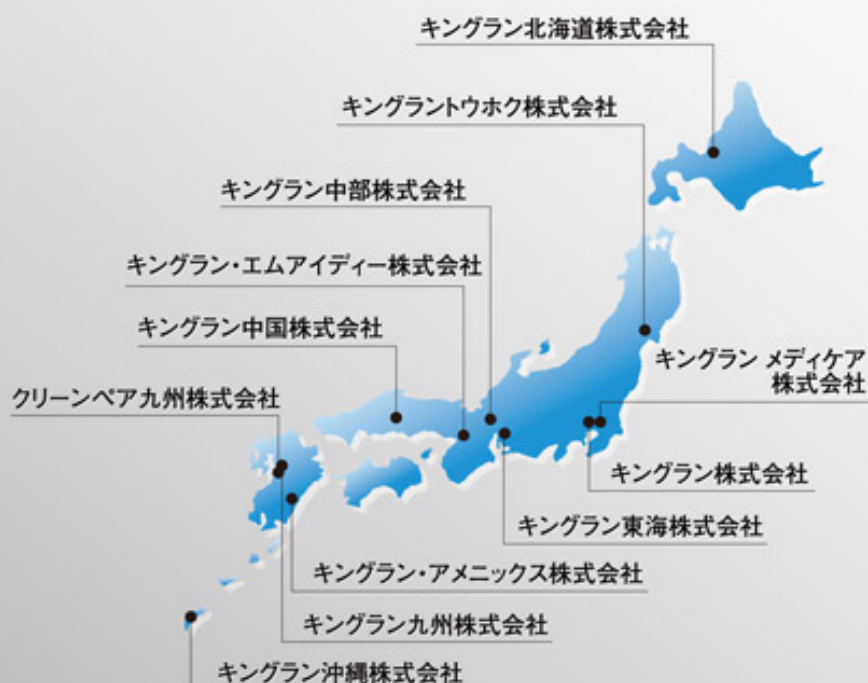 キングラン北海道株式会社
キングラントウホク株式会社
キングラン中部株式会社
キングラン・エムアイディー株式会社
キングラン中国株式会社
キングラン メディケア
株式会社
クリーンペア九州株式会社
キングラン株式会社
キングラン東海株式会社
キングラン・アメニックス株式会社
キングラン九州株式会社
キングラン沖縄株式会社